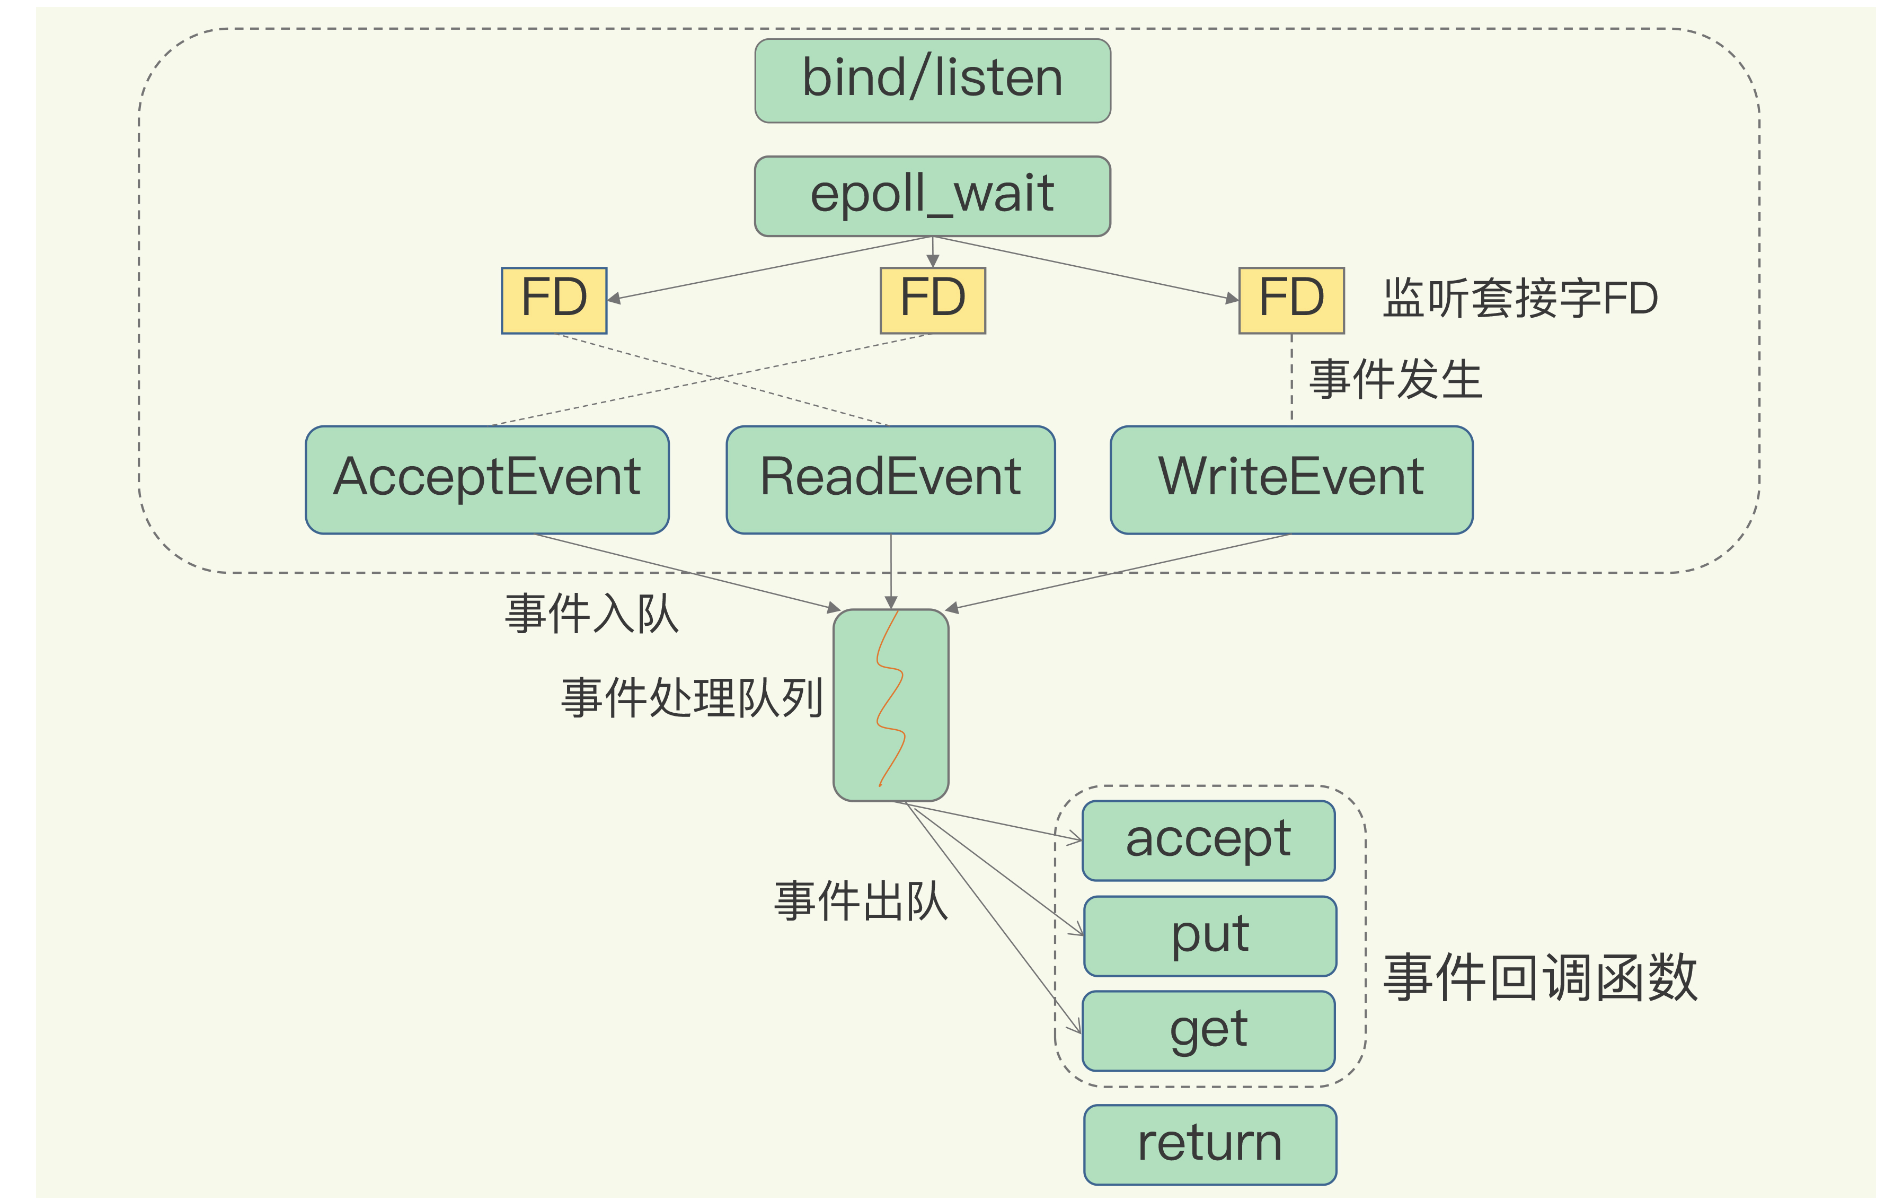 bind/listen
epoll_wait
FD
FD
FD
监听套接字FD
事件发生
AcceptEvent
ReadEvent
WriteEvent
事件入队
事件处理队列
accept
事件出队
put
事件回调函数
get
return